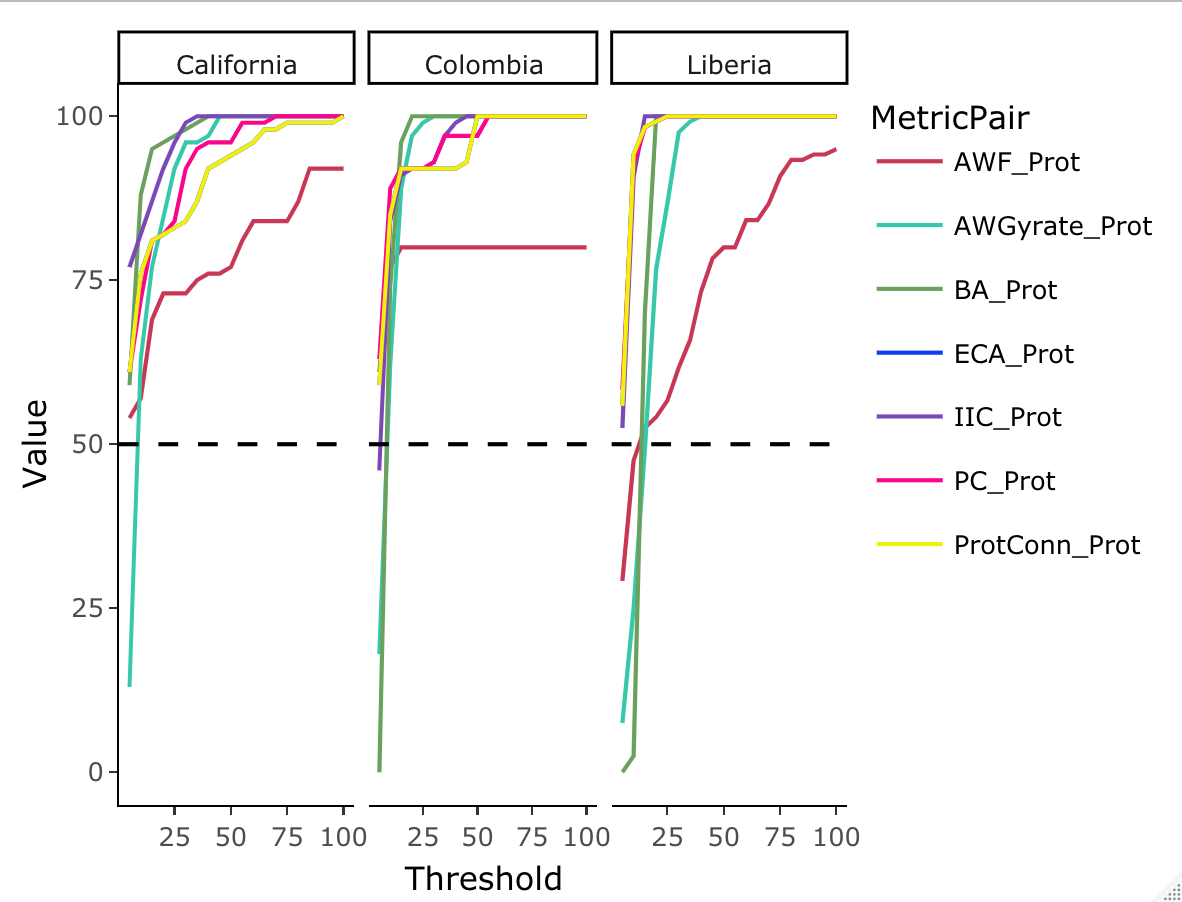 California Colombia Liberia
100
75
50
25
0
Value
25 50 75 100 25 50 75 100 25 50 75 100
Threshold
MetricPair
AWF_Prot
AWGyrate_Prot
BA_Prot
ECA_Prot
IIC_Prot
PC_Prot
ProtConn_Prot